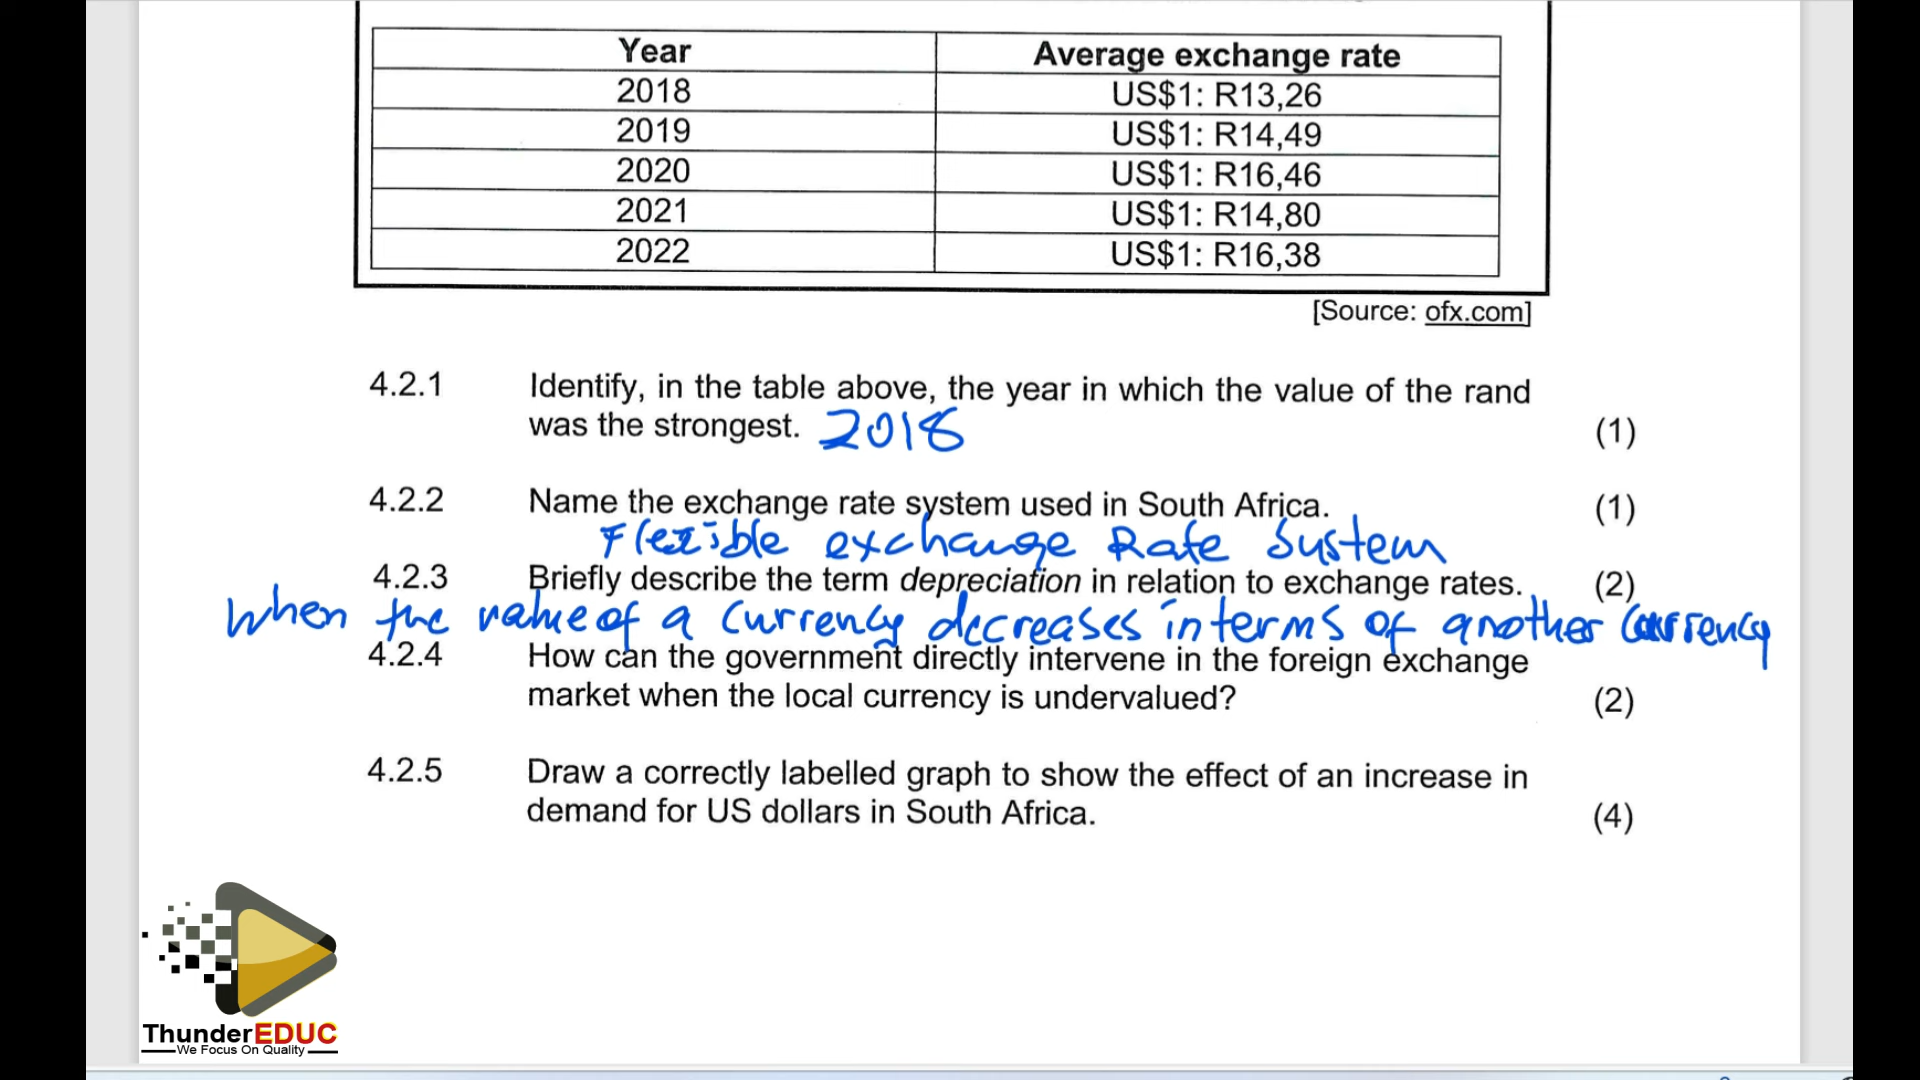 Year Average exchange rate
2018 US$1: R13,26
2019 US$1: R14,49
2020 US$1: R16,46
2021 US$1: R14,80
2022 US$1: R16,38
[Source: ofx.com]
4.2.1 Identify, in the table above, the year in which the value of the rand
was the strongest. 2018 (1)
4.2.2 Name the exchange rate system used in South Africa. (1)
Flexible exchange Rate System
4.2.3 Briefly describe the term depreciation in relation to exchange rates. (2)
When the value of a currency decreases in terms of another currency
4.2.4 How can the government directly intervene in the foreign exchange
market when the local currency is undervalued? (2)
4.2.5 Draw a correctly labelled graph to show the effect of an increase in
demand for US dollars in South Africa. (4)
ThunderEDUC
We Focus On Quality